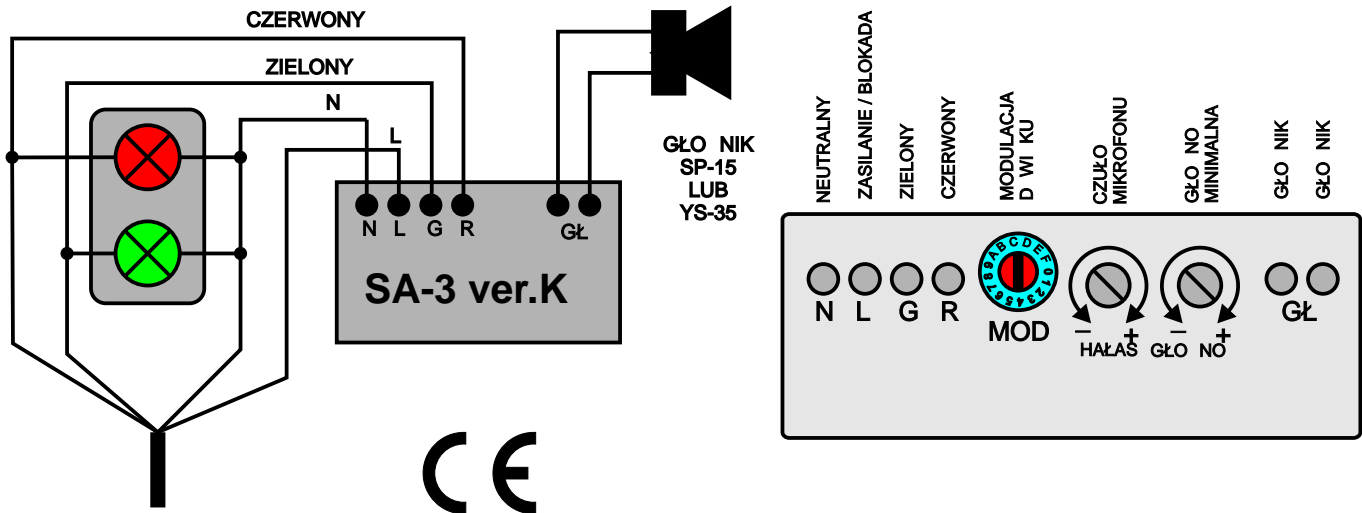 CZERWONY
ZIELONY
N
L
GŁO NIK
SP-15
LUB
YS-35
N L G R GŁ
SA-3 ver.K
CE
NEUTRALNY
ZASILANIE / BLOKADA
ZIELONY
CZERWONY
MODULACJA
D WI KU
CZUŁO
MIKROFONU
GŁO NO
MINIMALNA
GŁO NIK
GŁO NIK
0123456789ABCDEF
N L G R
MOD
– +
HAŁAS
– +
GŁO NO
GŁ